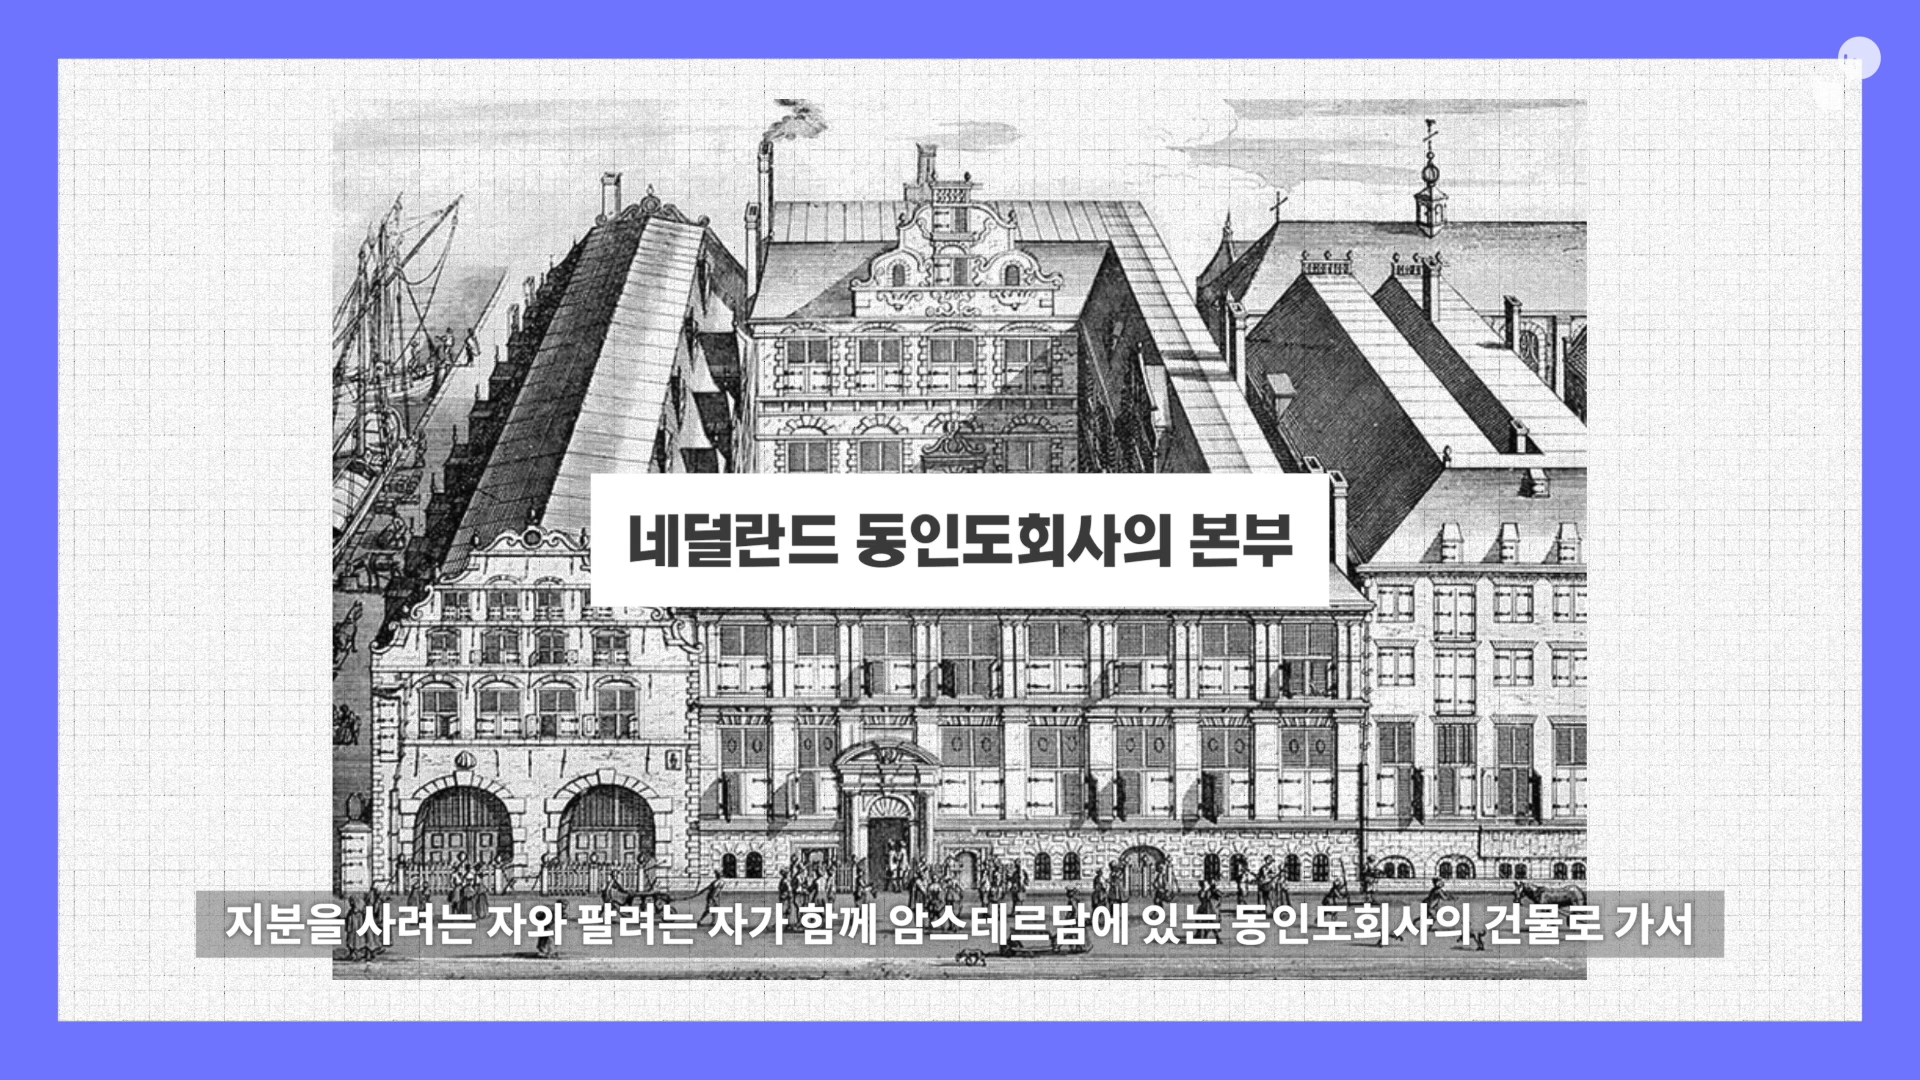 네덜란드 동인도회사의 본부
지분을 사려는 자와 팔려는 자가 함께 암스테르담에 있는 동인도회사의 건물로 가서